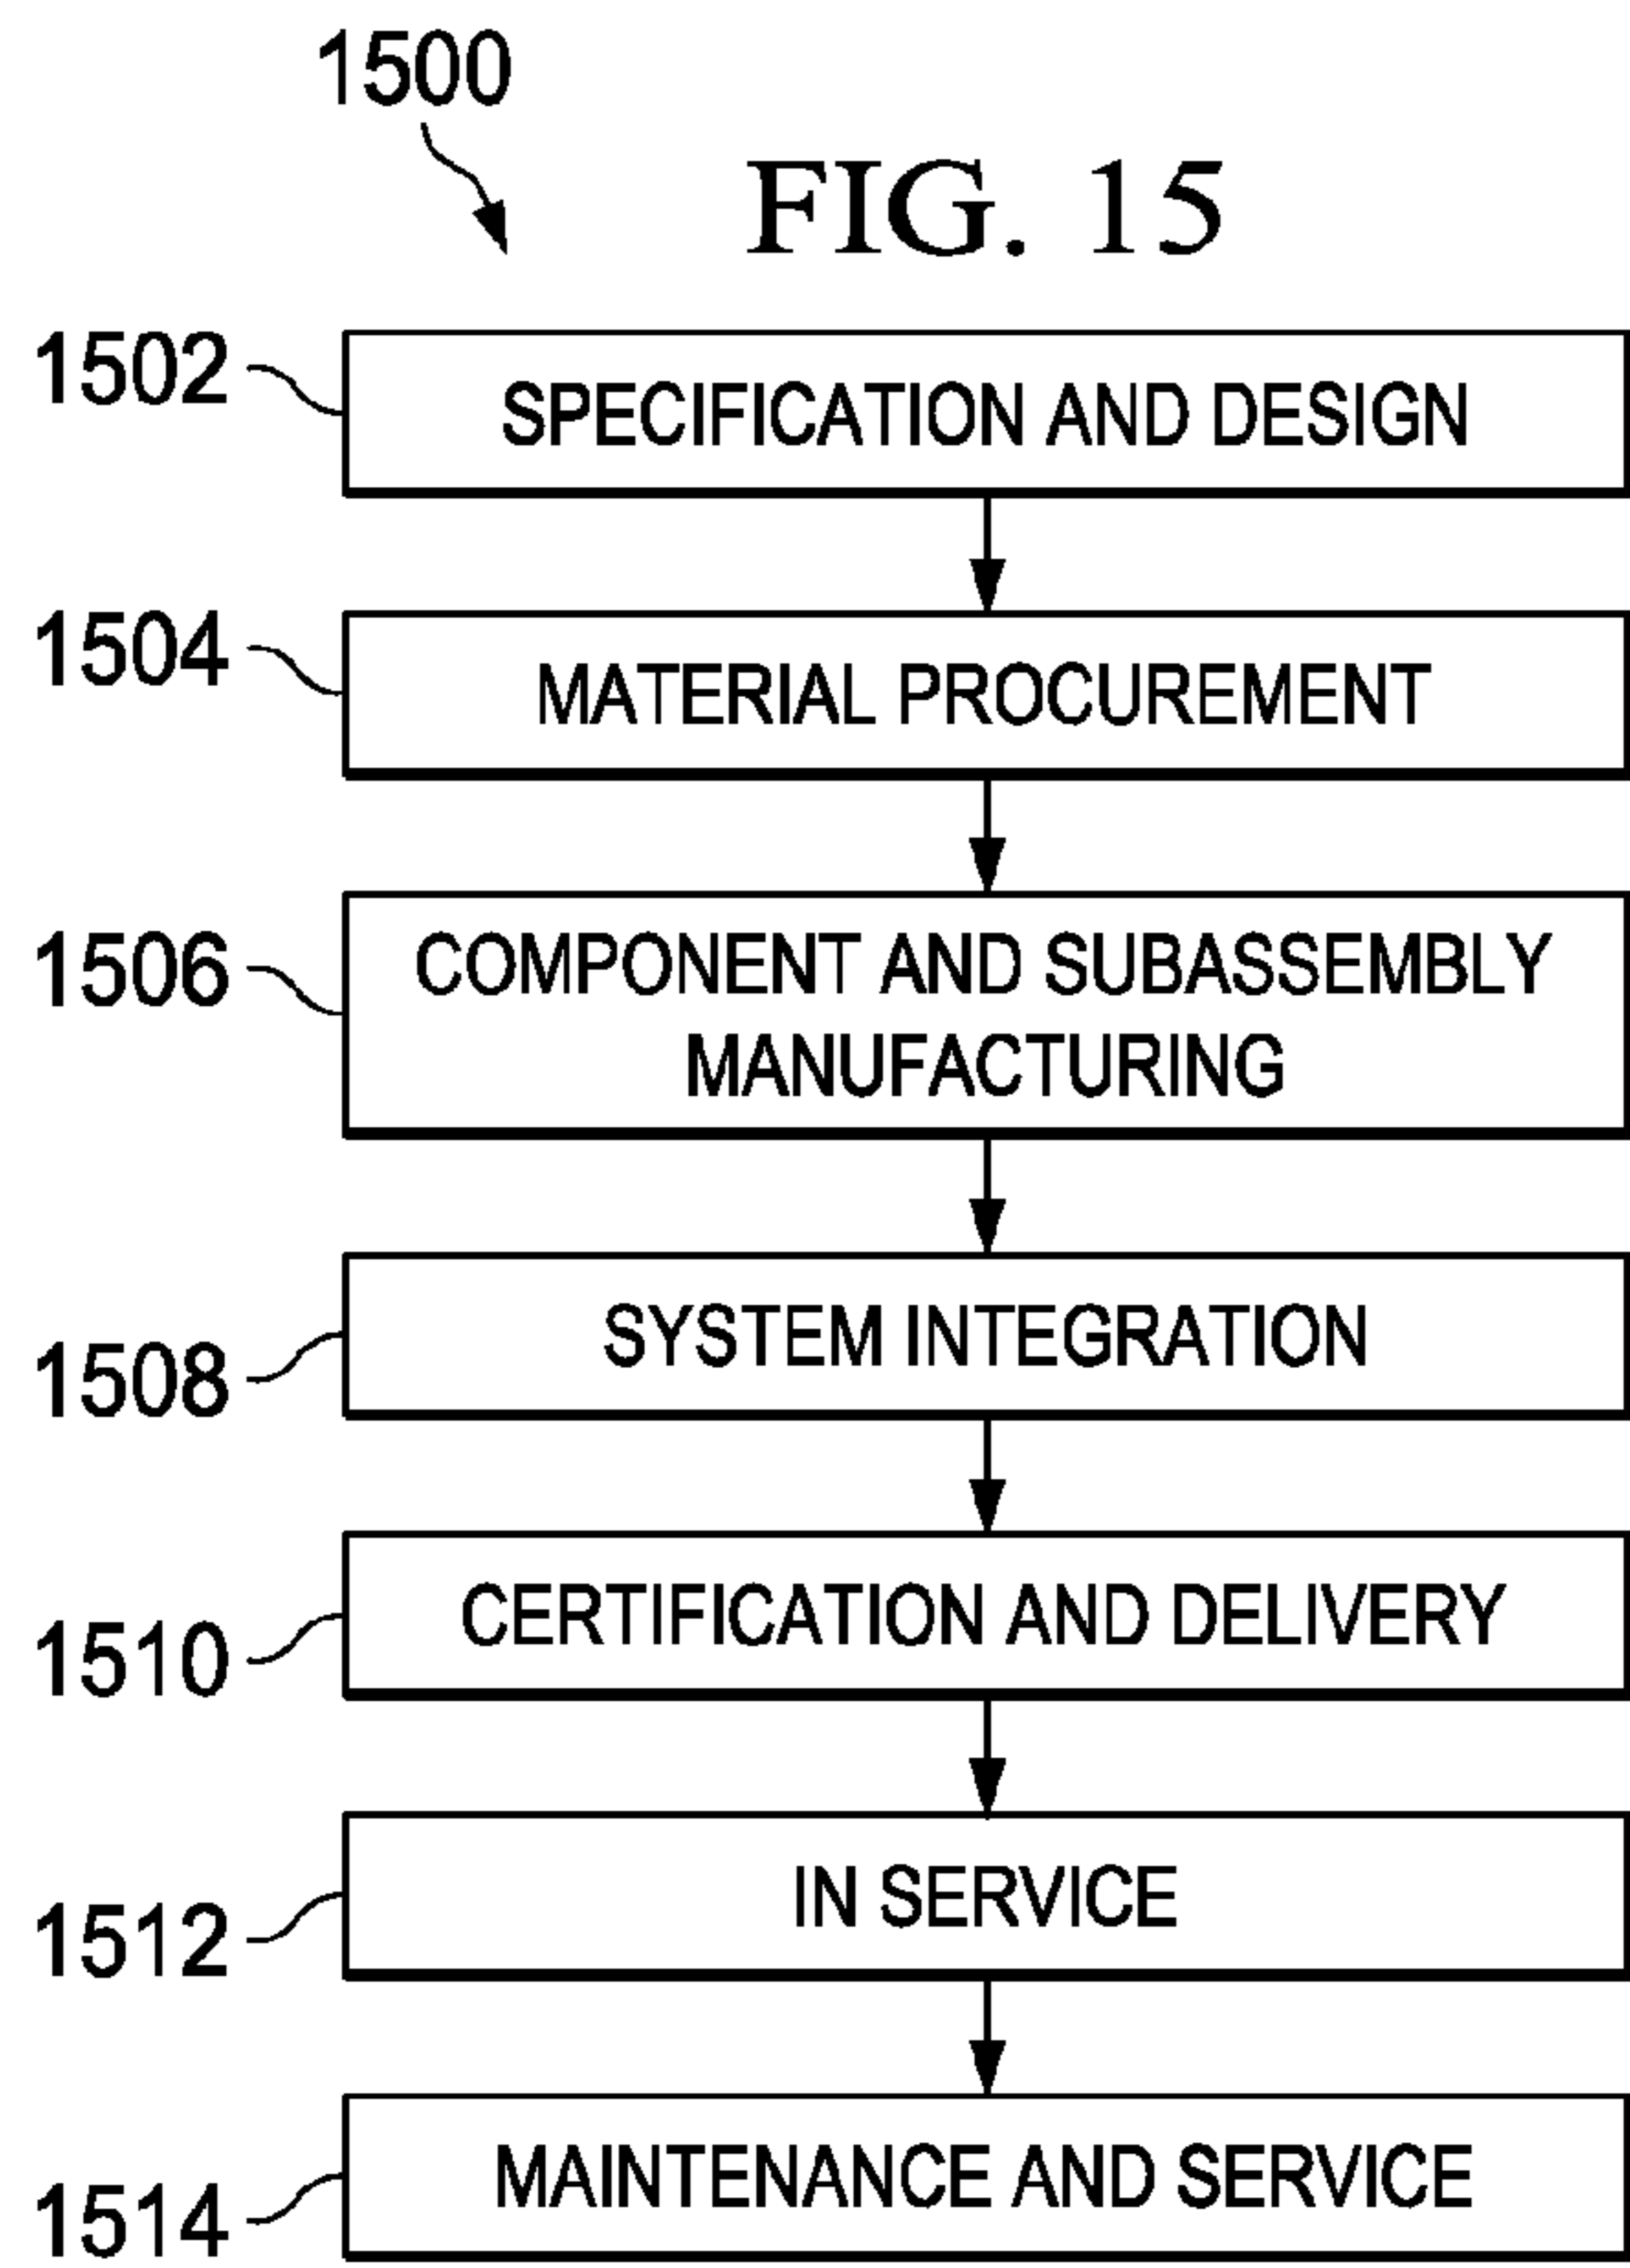 1500
FIG. 15
1502
SPECIFICATION AND DESIGN
1504
MATERIAL PROCUREMENT
1506
COMPONENT AND SUBASSEMBLY
MANUFACTURING
1508
SYSTEM INTEGRATION
1510
CERTIFICATION AND DELIVERY
1512
IN SERVICE
1514
MAINTENANCE AND SERVICE